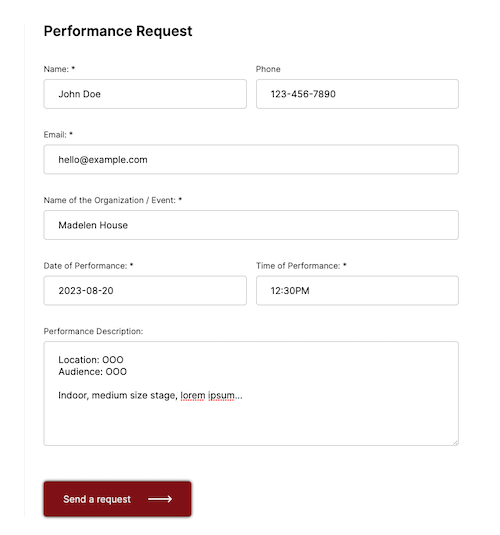 Performance Request
Name: * Phone
John Doe 123-456-7890
Email: *
hello@example.com
Name of the Organization / Event: *
Madelen House
Date of Performance: * Time of Performance: *
2023-08-20 12:30PM
Performance Description:
Location: OOO
Audience: OOO
Indoor, medium size stage, lorem ipsum...
Send a request